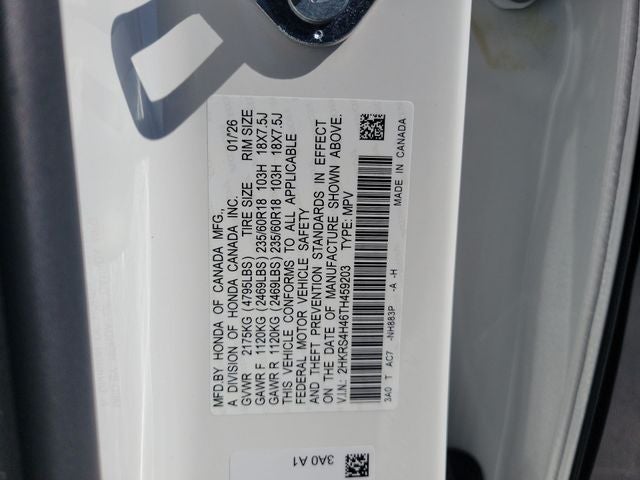 MFD.BY HONDA OF CANADA MFG.,
A DIVISION OF HONDA CANADA INC. 01/26
GVWR 2175KG (4795LBS) TIRE SIZE RIM SIZE
GAWR F 1120KG (2469LBS) 235/60R18 103H 18X7.5J
GAWR R 1120KG (2469LBS) 235/60R18 103H 18X7.5J
THIS VEHICLE CONFORMS TO ALL APPLICABLE
FEDERAL MOTOR VEHICLE SAFETY
AND THEFT PREVENTION STANDARDS IN EFFECT
ON THE DATE OF MANUFACTURE SHOWN ABOVE.
V.I.N.: 2HKRS4H46TH459203 TYPE: MPV
3A0 T AC7 -NH883P -A -H
MADE IN CANADA
3A0 A1